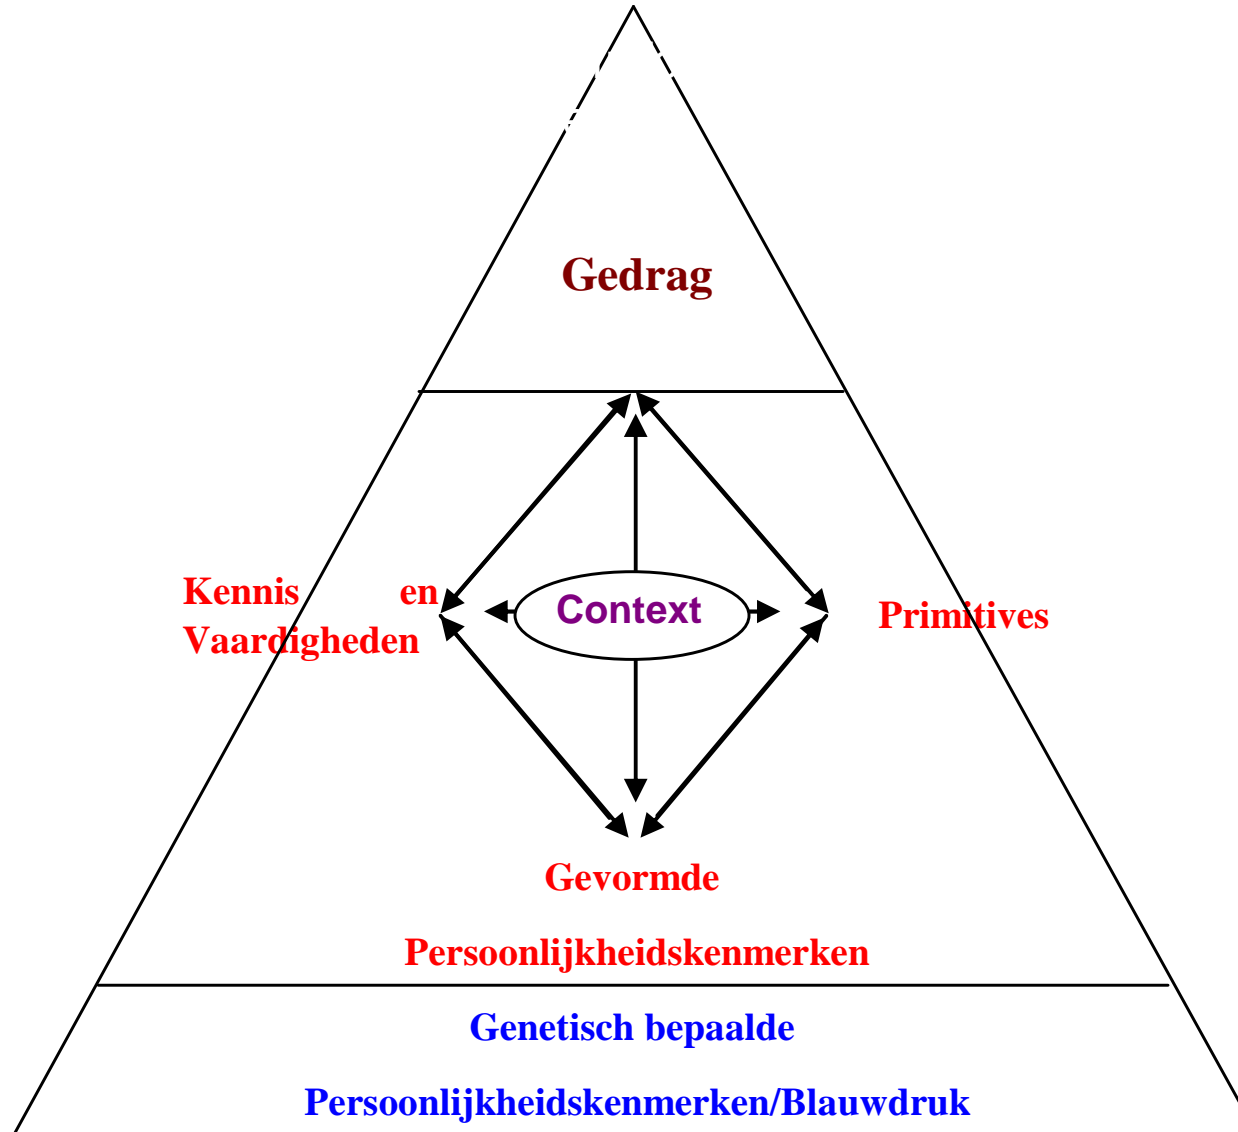 Gedrag
Kennis en
Vaardigheden
Context
Primitives
Gevormde
Persoonlijkheidskenmerken
Genetisch bepaalde
Persoonlijkheidskenmerken/Blauwdruk